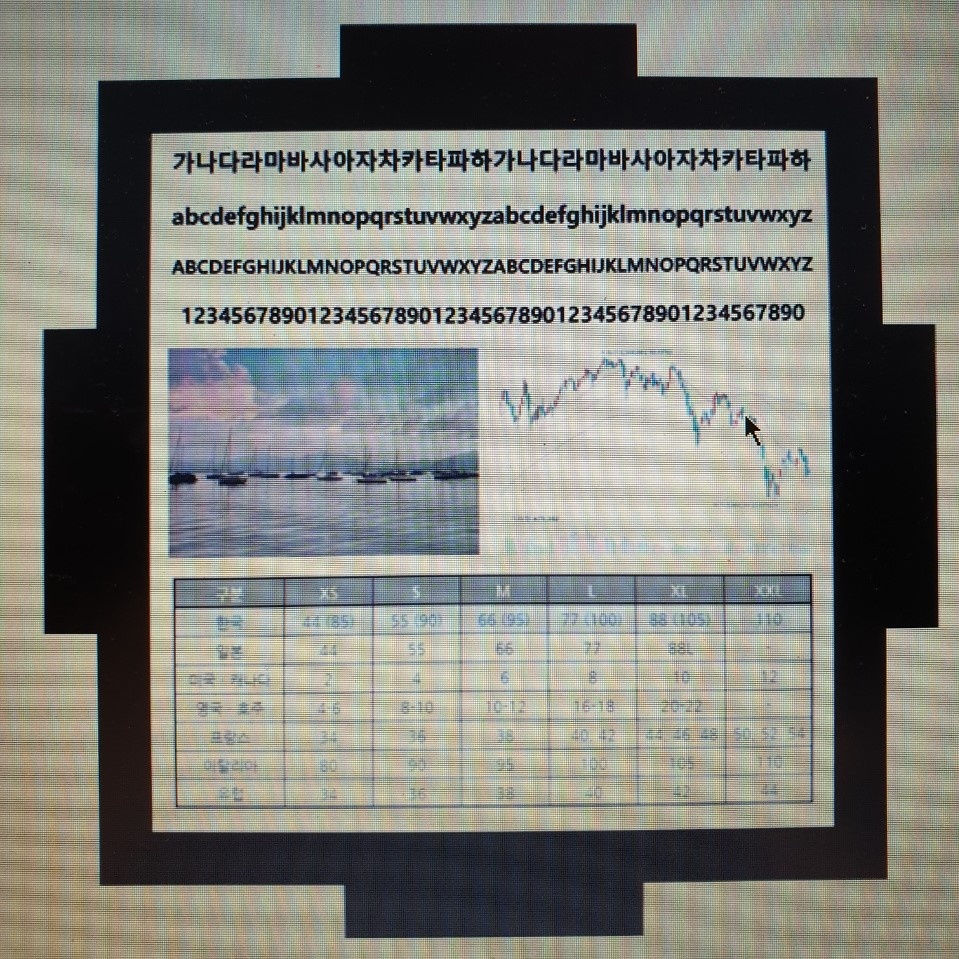 가나다라마바사아자차카타파하가나다라마바사아자차카타파하
abcdefghijklmnopqrstuvwxyzabcdefghijklmnopqrstuvwxyz
ABCDEFGHIJKLMNOPQRSTUVWXYZABCDEFGHIJKLMNOPQRSTUVWXYZ
123456789012345678901234567890123456789012345678901234567890
구분 XS S M L XL XXL
한국 44 (85) 55 (90) 66 (95) 77 (100) 88 (105) 110
일본 44 55 66 77 88L -
미국 캐나다 2 4 6 8 10 12
영국 호주 4-6 8-10 10-12 16-18 20-22 -
프랑스 34 36 38 40, 42 44, 46, 48 50, 52, 54
이탈리아 80 90 95 100 105 110
유럽 34 36 38 40 42 44